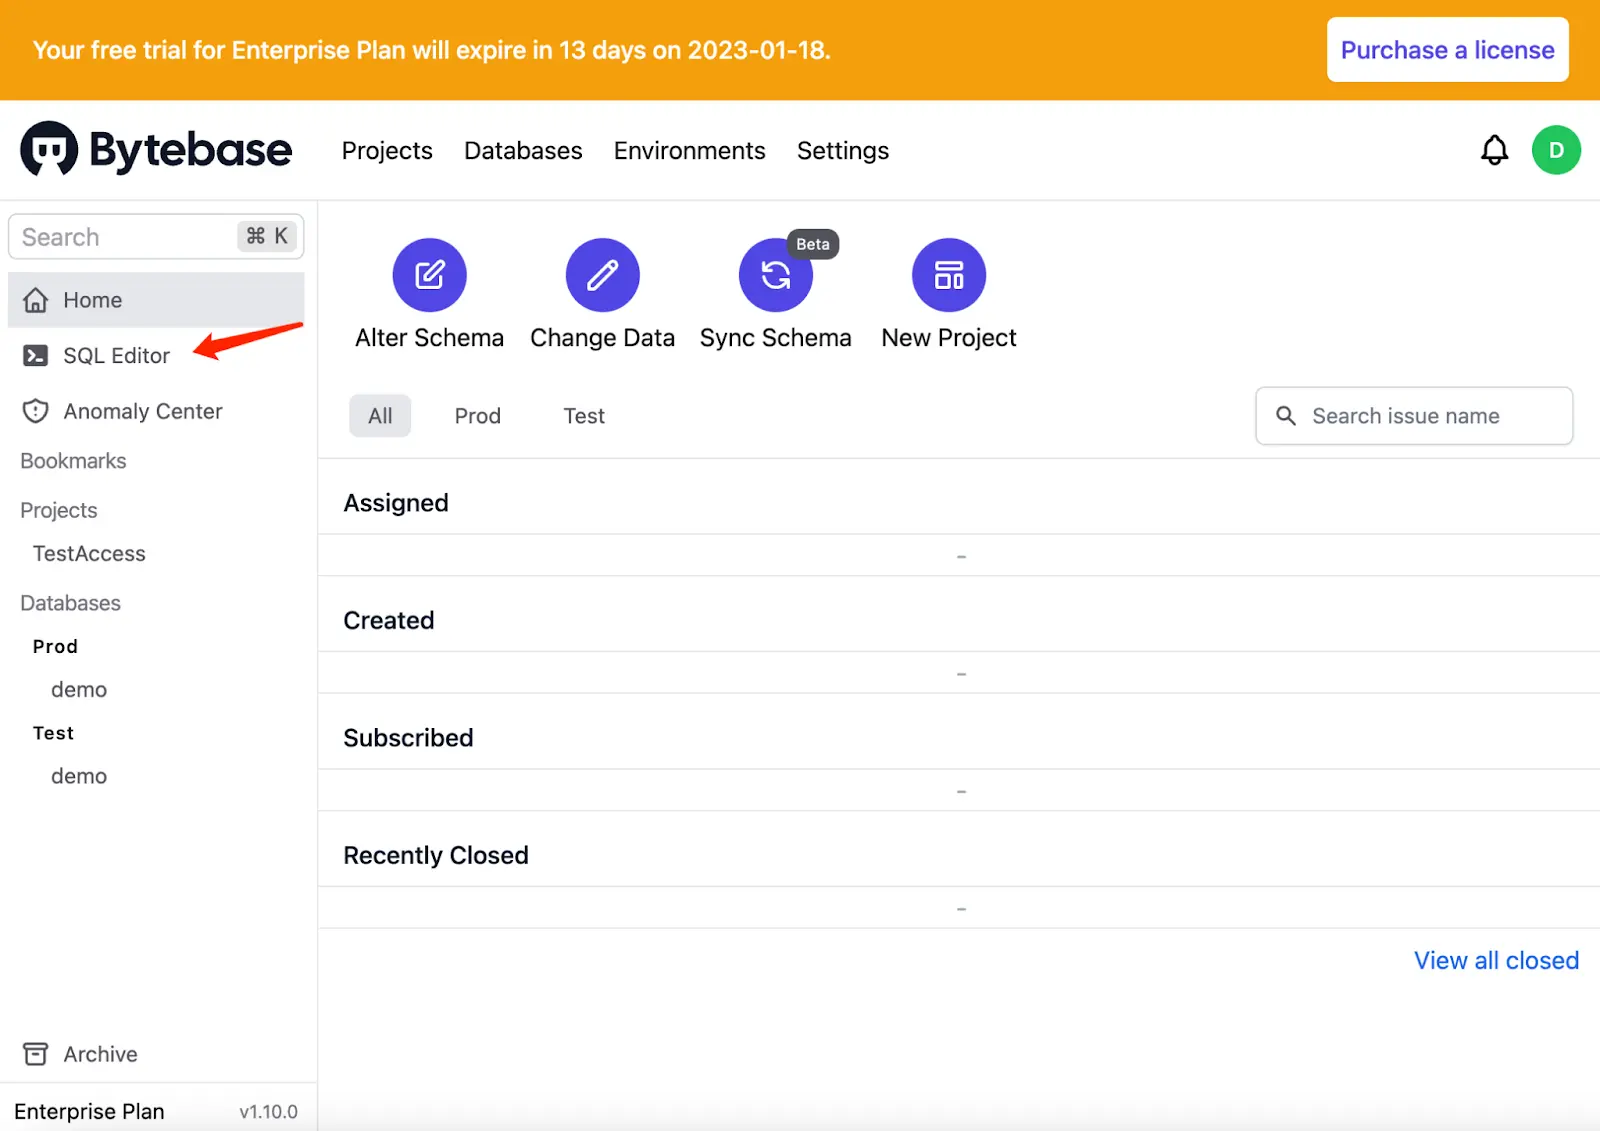 Your free trial for Enterprise Plan will expire in 13 days on 2023-01-18.
Purchase a license
Bytebase
Projects
Databases
Environments
Settings
D
Search
⌘ K
Home
SQL Editor
Anomaly Center
Bookmarks
Projects
TestAccess
Databases
Prod
demo
Test
demo
Archive
Enterprise Plan
v1.10.0
Beta
Alter Schema
Change Data
Sync Schema
New Project
All
Prod
Test
Search issue name
Assigned
-
Created
-
Subscribed
-
Recently Closed
-
View all closed